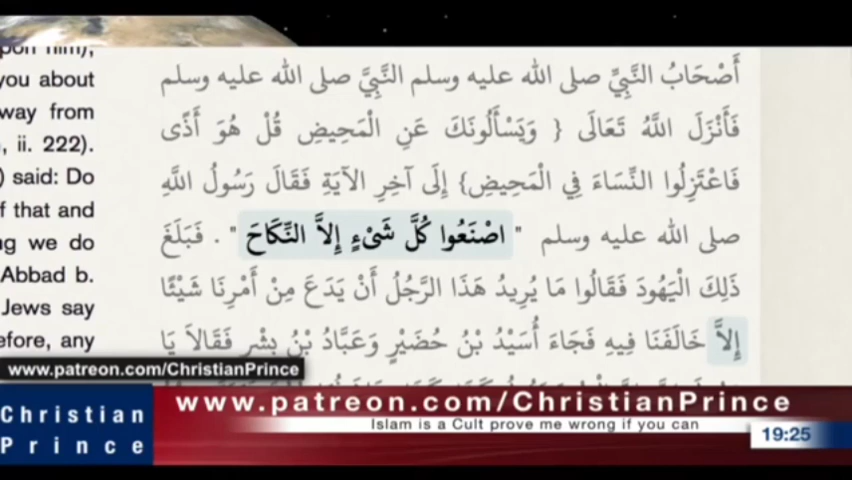 upon him),
you about
way from
, ii. 222).
) said: Do
f that and
ng we do
Abbad b.
Jews say
efore, any
أَصْحَابُ النَّبِيِّ صلى الله عليه وسلم النَّبِيَّ صلى الله عليه وسلم
فَأَنْزَلَ اللَّهُ تَعَالَى { وَيَسْأَلُونَكَ عَنِ الْمَحِيضِ قُلْ هُوَ أَذًى
فَاعْتَزِلُوا النِّسَاءَ فِي الْمَحِيضِ} إِلَى آخِرِ الآيَةِ فَقَالَ رَسُولُ اللَّهِ
صلى الله عليه وسلم " اصْنَعُوا كُلَّ شَىْءٍ إِلاَّ النِّكَاحَ " . فَبَلَغَ
ذَلِكَ الْيَهُودَ فَقَالُوا مَا يُرِيدُ هَذَا الرَّجُلُ أَنْ يَدَعَ مِنْ أَمْرِنَا شَيْئًا
إِلاَّ خَالَفَنَا فِيهِ فَجَاءَ أُسَيْدُ بْنُ حُضَيْرٍ وَعَبَّادُ بْنُ بِشْرٍ فَقَالاَ يَا
www.patreon.com/ChristianPrince
Christian
Prince
www.patreon.com/ChristianPrince
Islam is a Cult prove me wrong if you can
19:25